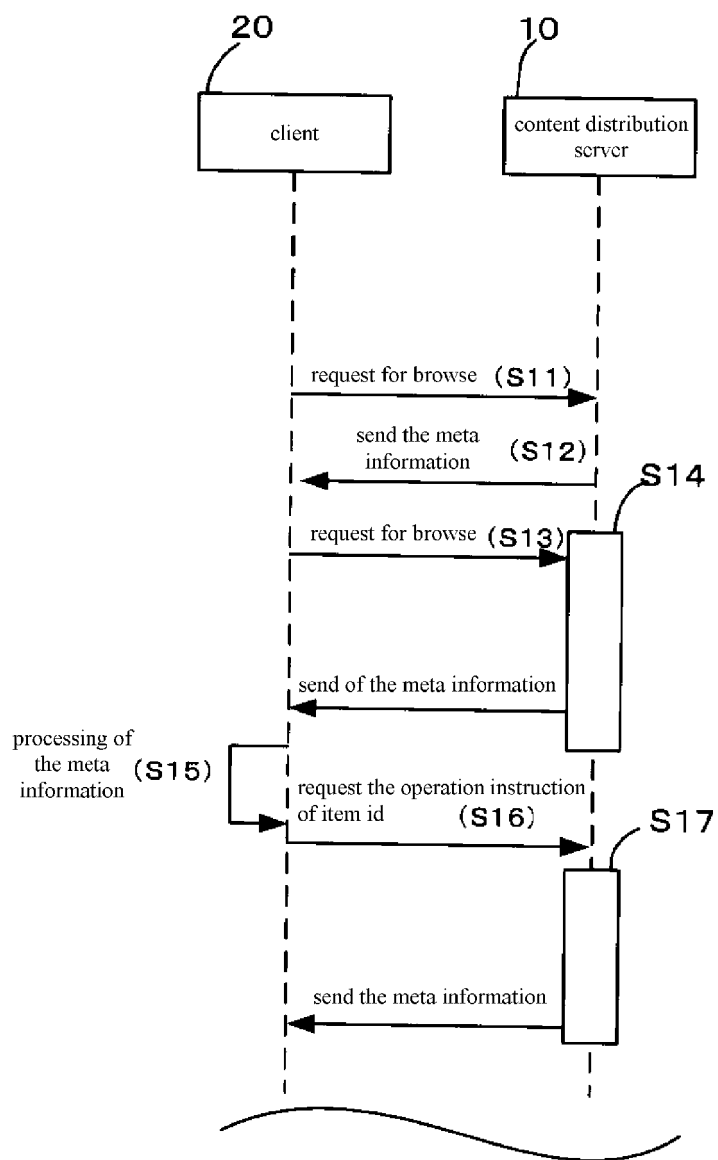 20
10
client
content distribution
server
request for browse (S11)
send the meta
information
(S12)
S14
request for browse (S13)
send of the meta information
processing of
the meta
information
(S15)
request the operation instruction
of item id
(S16)
S17
send the meta information